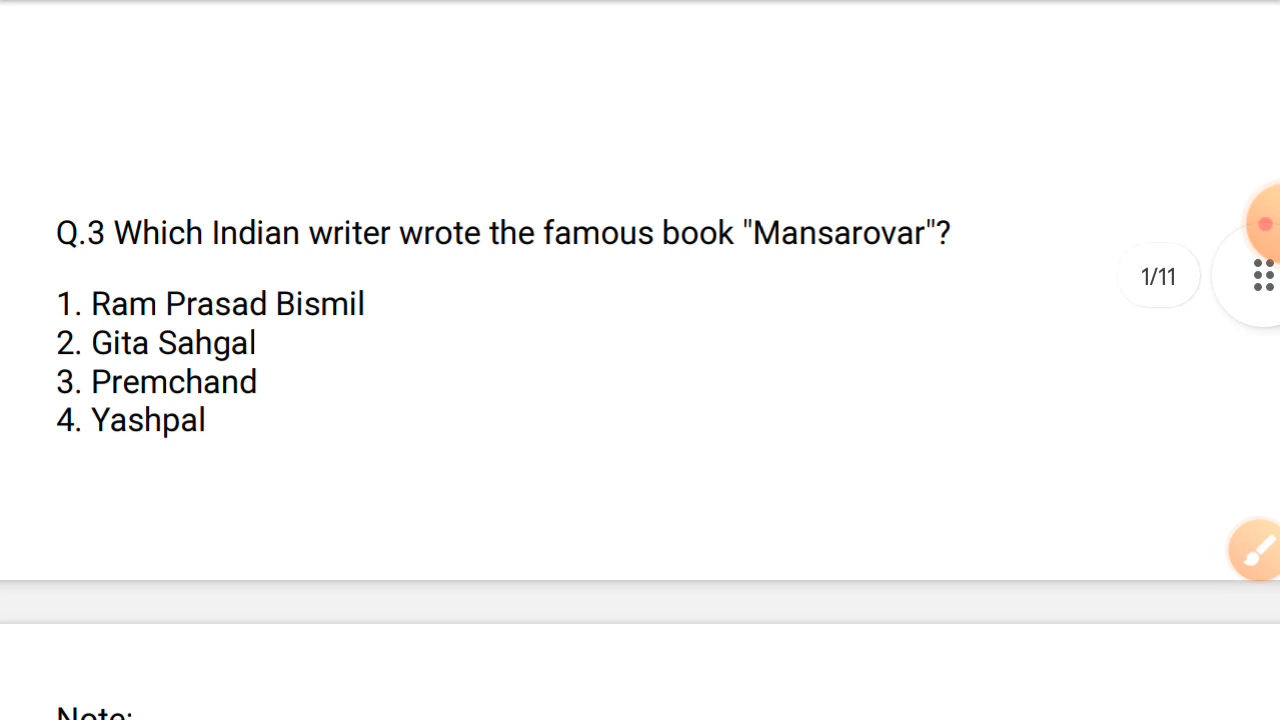 Q.3 Which Indian writer wrote the famous book "Mansarovar"?
1/11
1. Ram Prasad Bismil
2. Gita Sahgal
3. Premchand
4. Yashpal
Note: